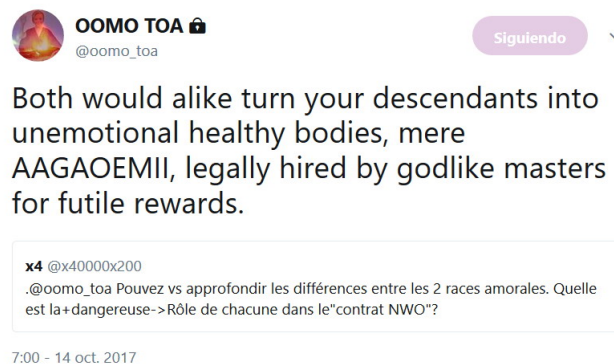 OOMO TOA
@oomo_toa
Siguiendo
Both would alike turn your descendants into
unemotional healthy bodies, mere
AAGAOEMII, legally hired by godlike masters
for futile rewards.
x4 @x40000x200
.@oomo_toa Pouvez vs approfondir les différences entre les 2 races amorales. Quelle
est la+dangereuse->Rôle de chacune dans le"contrat NWO"?
7:00 - 14 oct. 2017